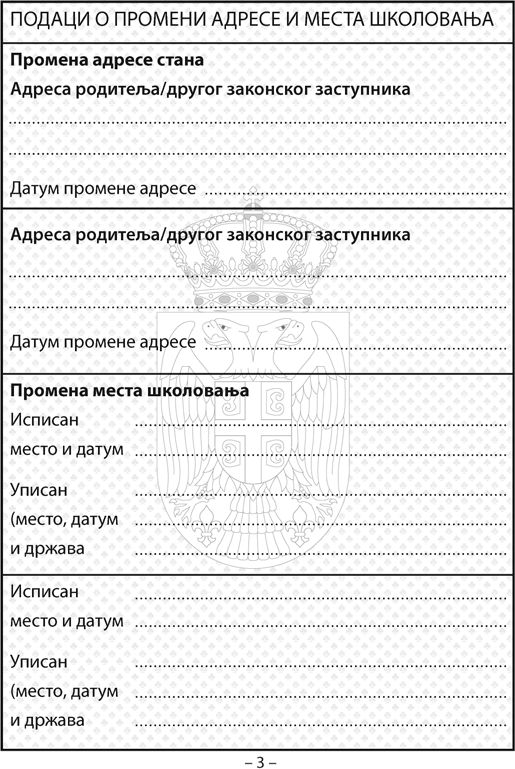 ПОДАЦИ О ПРОМЕНИ АДРЕСЕ И МЕСТА ШКОЛОВАЊА
Промена адресе стана
Адреса родитеља/другог законског заступника
Датум промене адресе
Адреса родитеља/другог законског заступника
Датум промене адресе
Промена места школовања
Исписан
место и датум
Уписан
(место, датум
и држава
Исписан
место и датум
Уписан
(место, датум
и држава
– 3 –